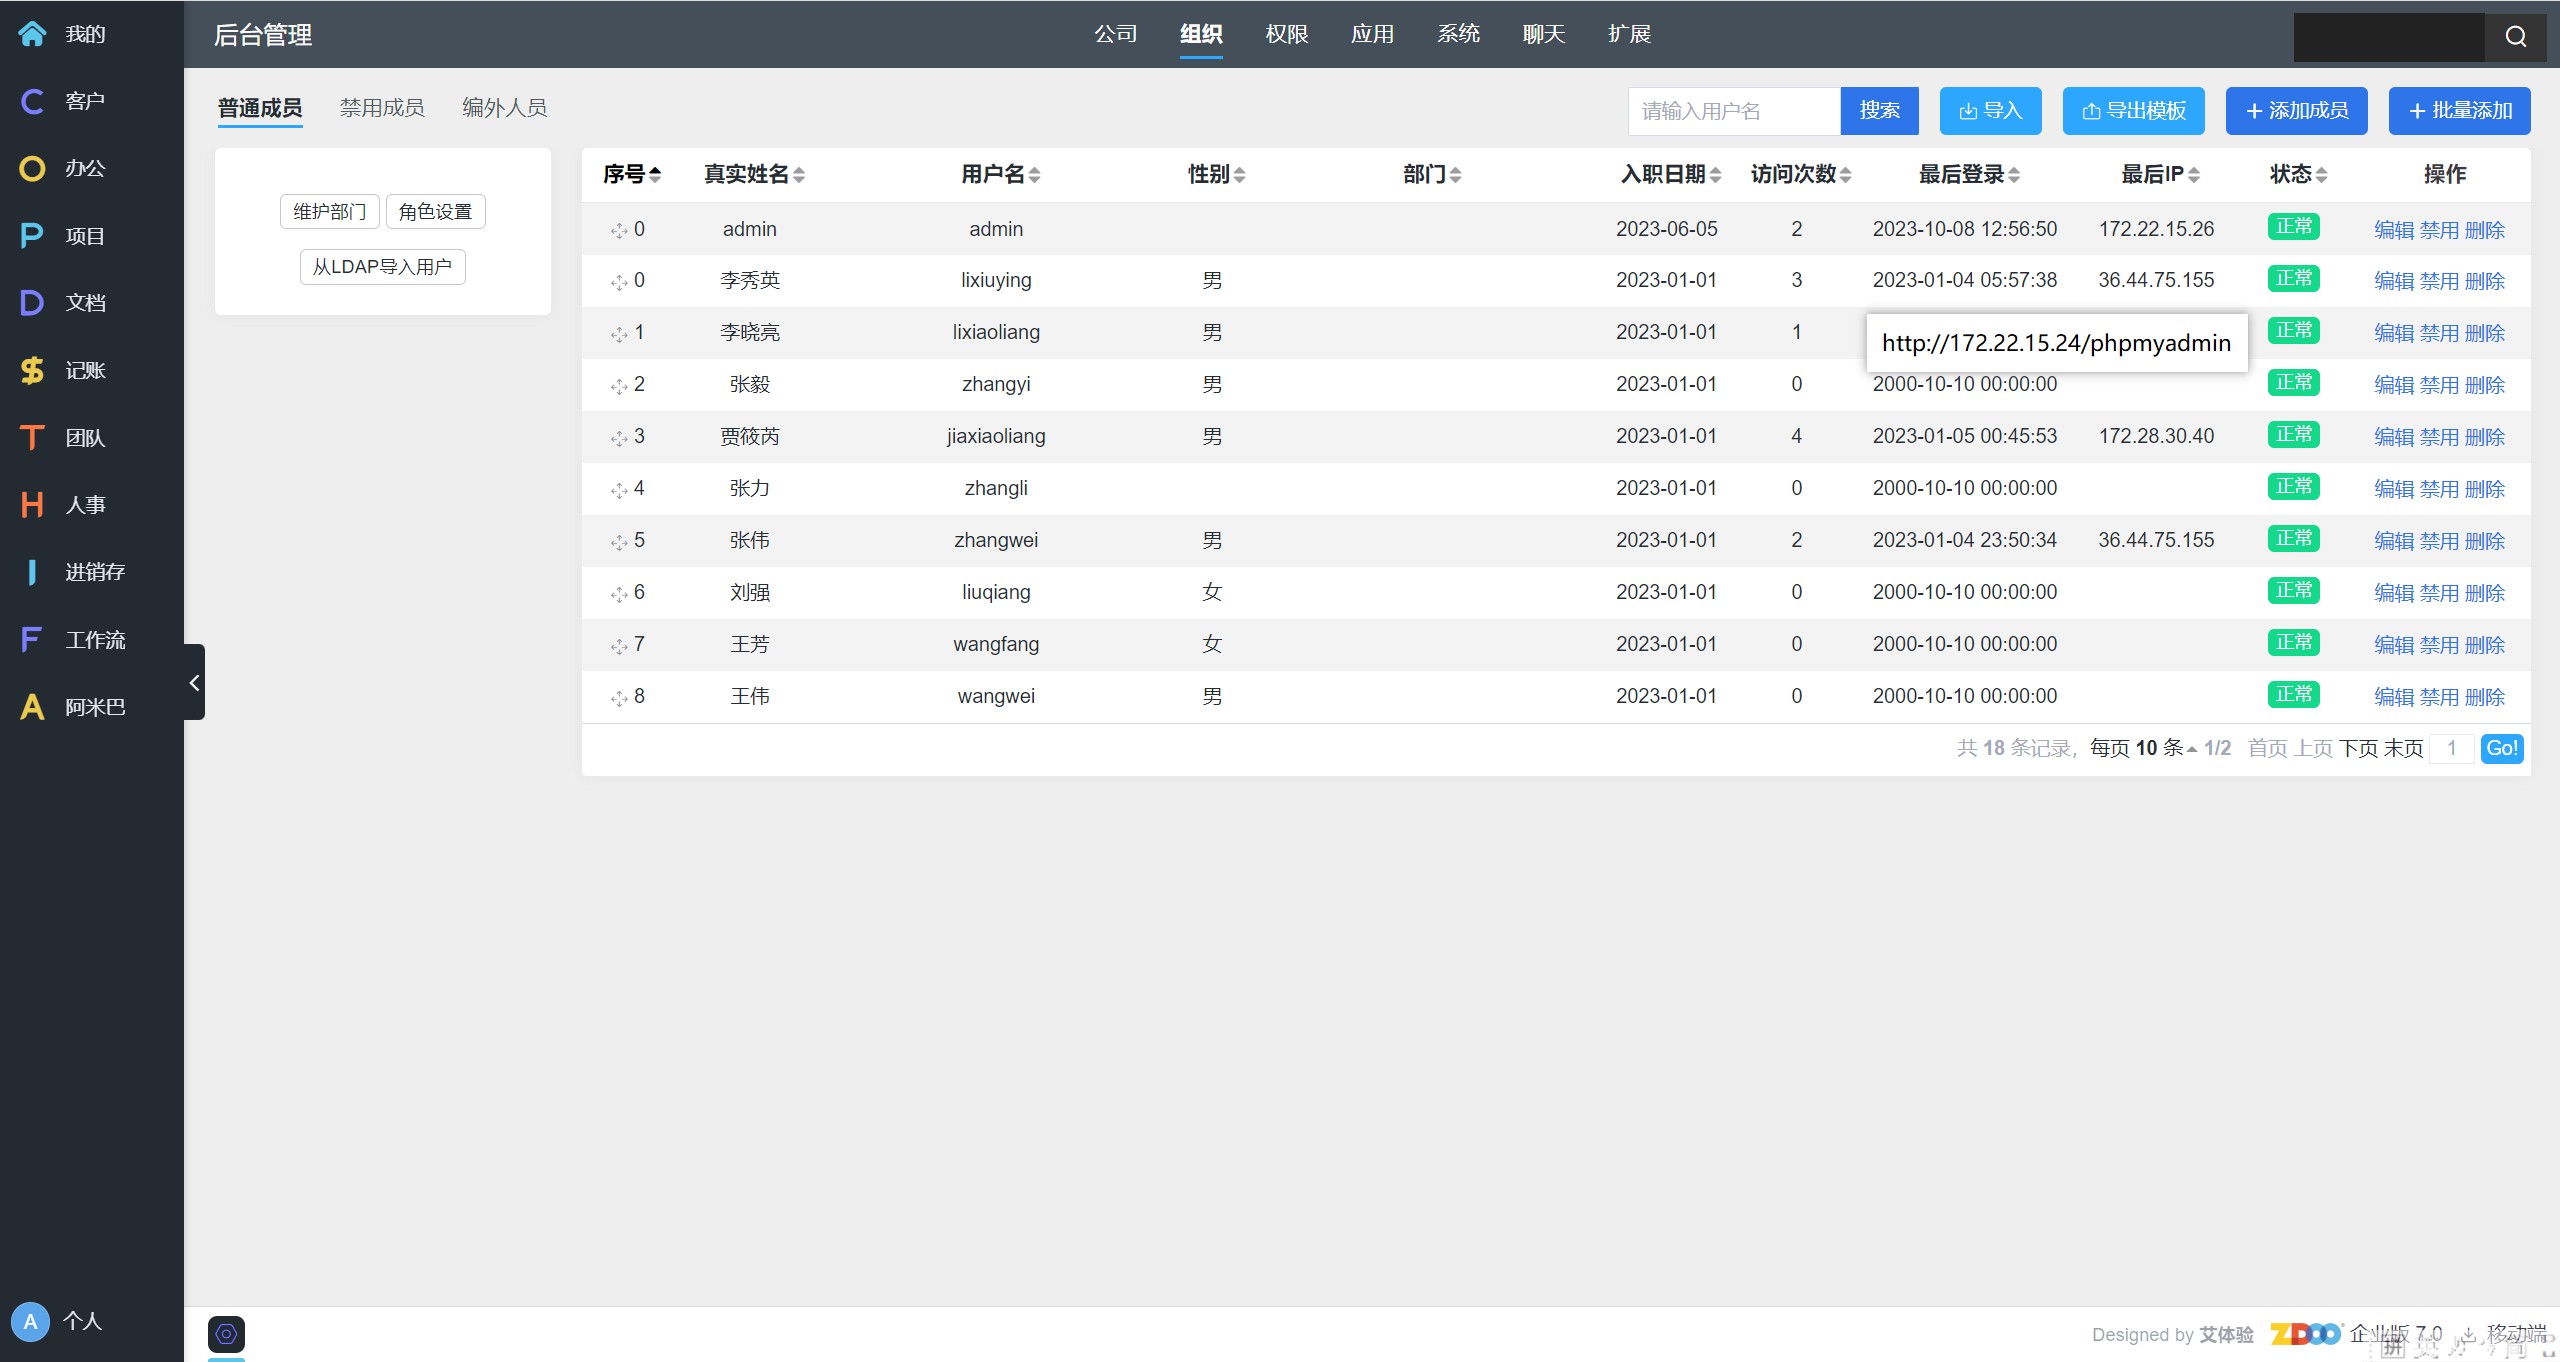 我的
客户
办公
项目
文档
记账
团队
人事
进销存
工作流
阿米巴
个人
后台管理
公司 组织 权限 应用 系统 聊天 扩展
普通成员 禁用成员 编外人员
请输入用户名 搜索 导入 导出模板 添加成员 批量添加
维护部门 角色设置
从LDAP导入用户
序号 真实姓名 用户名 性别 部门 入职日期 访问次数 最后登录 最后IP 状态 操作
0 admin admin 2023-06-05 2 2023-10-08 12:56:50 172.22.15.26 正常 编辑 禁用 删除
0 李秀英 lixiuying 男 2023-01-01 3 2023-01-04 05:57:38 36.44.75.155 正常 编辑 禁用 删除
1 李晓亮 lixiaoliang 男 2023-01-01 1 正常 编辑 禁用 删除
http://172.22.15.24/phpmyadmin
2 张毅 zhangyi 男 2023-01-01 0 2000-10-10 00:00:00 正常 编辑 禁用 删除
3 贾筱芮 jiaxiaoliang 男 2023-01-01 4 2023-01-05 00:45:53 172.28.30.40 正常 编辑 禁用 删除
4 张力 zhangli 2023-01-01 0 2000-10-10 00:00:00 正常 编辑 禁用 删除
5 张伟 zhangwei 男 2023-01-01 2 2023-01-04 23:50:34 36.44.75.155 正常 编辑 禁用 删除
6 刘强 liuqiang 女 2023-01-01 0 2000-10-10 00:00:00 正常 编辑 禁用 删除
7 王芳 wangfang 女 2023-01-01 0 2000-10-10 00:00:00 正常 编辑 禁用 删除
8 王伟 wangwei 男 2023-01-01 0 2000-10-10 00:00:00 正常 编辑 禁用 删除
共 18 条记录，每页 10 条 1/2 首页 上页 下页 末页 1 Go!
Designed by 艾体验 ZDOO 企业版 7.0 移动端